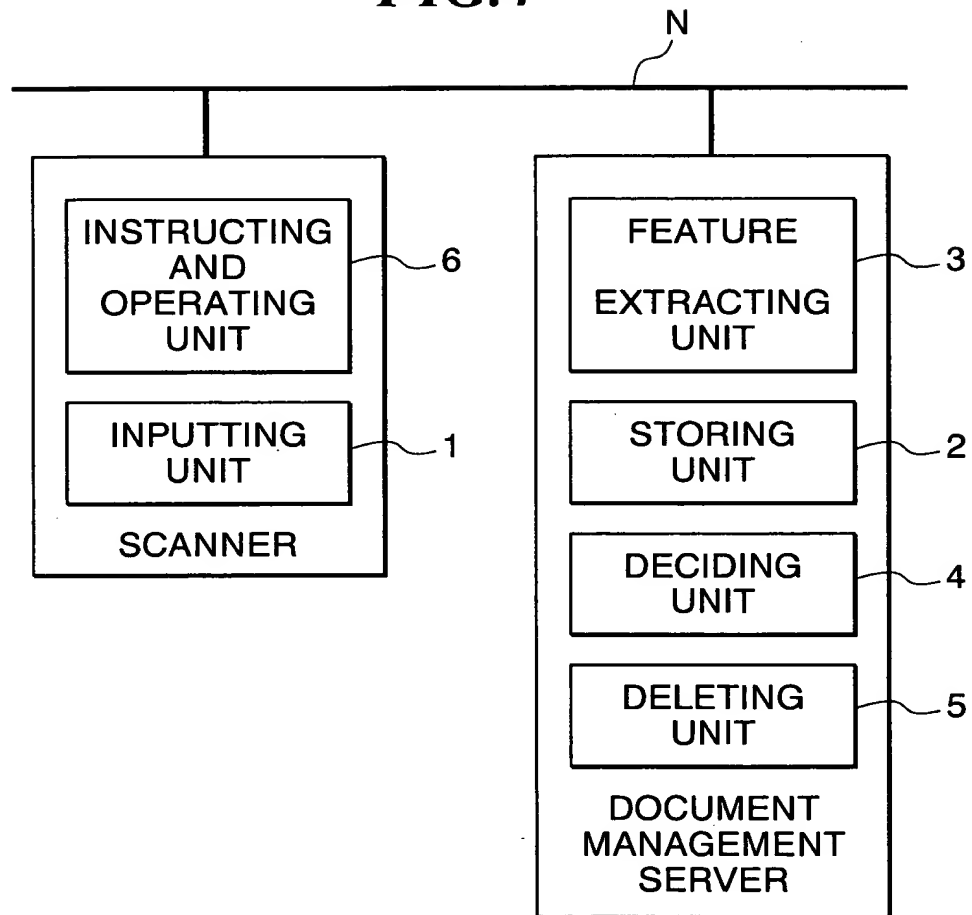 N
INSTRUCTING
AND
OPERATING
UNIT
6
INPUTTING
UNIT
1
SCANNER
FEATURE
EXTRACTING
UNIT
3
STORING
UNIT
2
DECIDING
UNIT
4
DELETING
UNIT
5
DOCUMENT
MANAGEMENT
SERVER